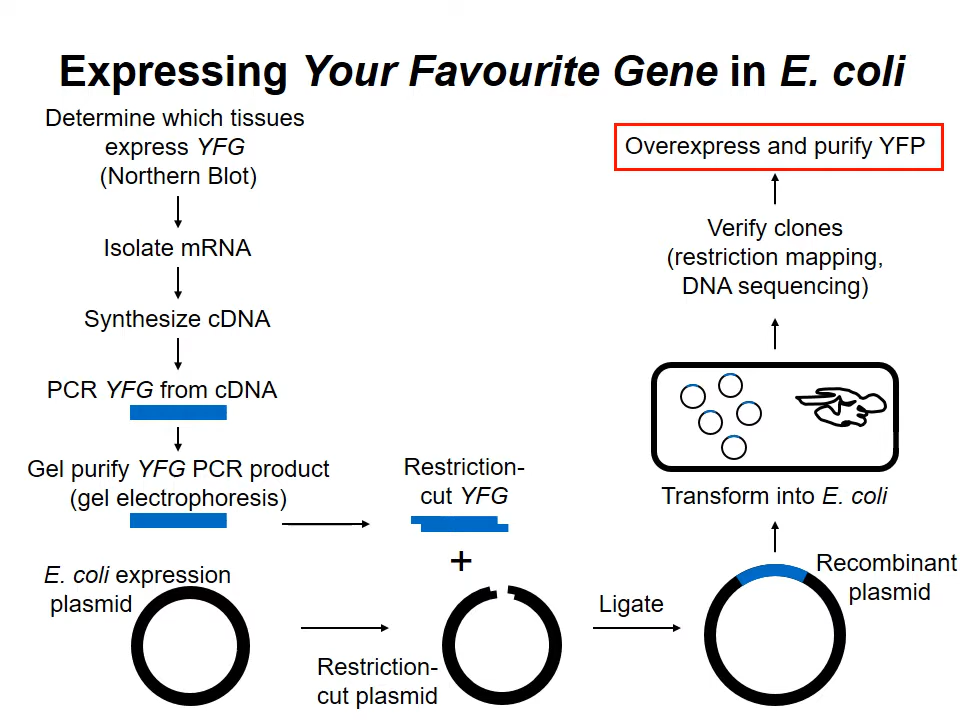 Expressing Your Favourite Gene in E. coli
Determine which tissues
express YFG
(Northern Blot)
Isolate mRNA
Synthesize cDNA
PCR YFG from cDNA
Gel purify YFG PCR product
(gel electrophoresis)
Restriction-
cut YFG
+
E. coli expression
plasmid
Restriction-
cut plasmid
Ligate
Recombinant
plasmid
Transform into E. coli
Verify clones
(restriction mapping,
DNA sequencing)
Overexpress and purify YFP